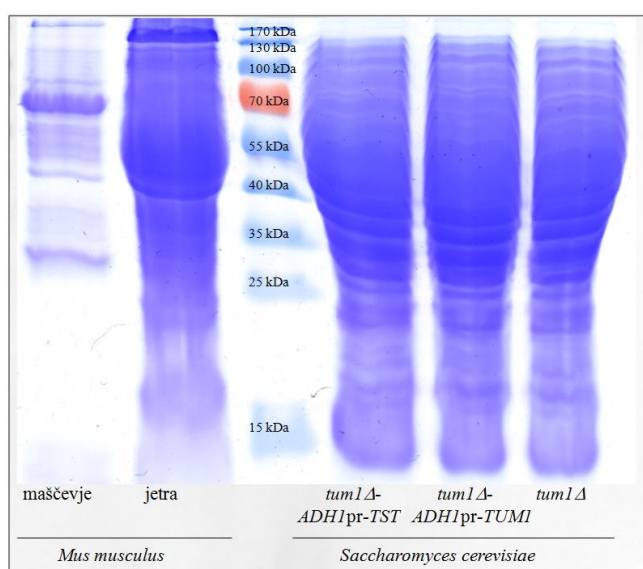 170 kDa
130 kDa
100 kDa
70 kDa
55 kDa
40 kDa
35 kDa
25 kDa
15 kDa
maščevje jetra tum1Δ- tum1Δ- tum1Δ
ADH1pr-TST ADH1pr-TUM1
Mus musculus Saccharomyces cerevisiae